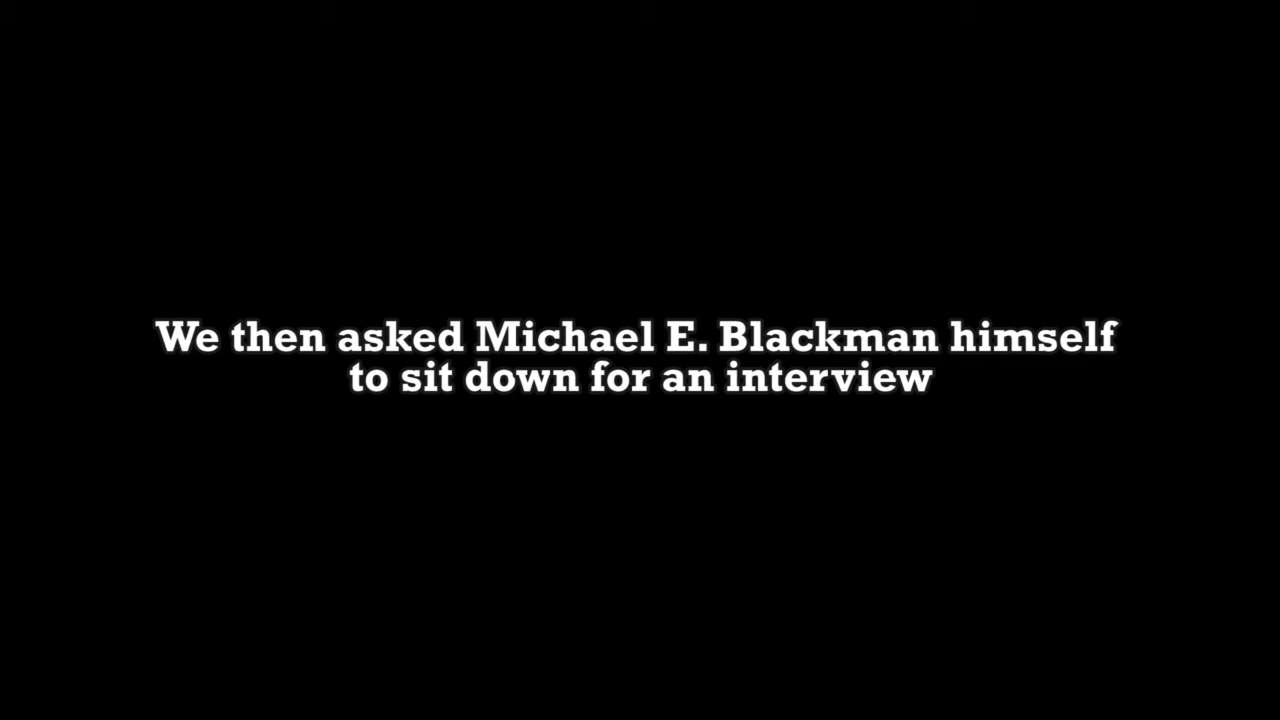 We then asked Michael E. Blackman himself
to sit down for an interview